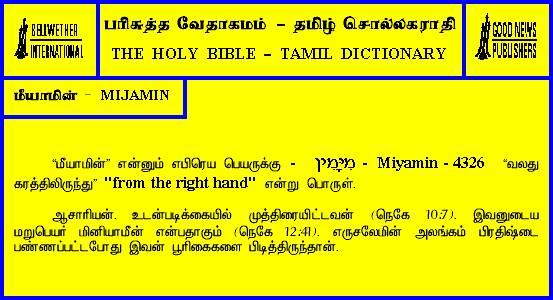 BELLWETHER
INTERNATIONAL
பரிசுத்த வேதாகமம் - தமிழ் சொல்லகராதி
THE HOLY BIBLE – TAMIL DICTIONARY
GOOD NEWS
PUBLISHERS
மீயாமின் - MIJAMIN
“மீயாமின்” என்னும் எபிரெய பெயருக்கு - מִיָּמִין - Miyamin - 4326 “வலது
கரத்திலிருந்து” "from the right hand" என்று பொருள்.
ஆசாரியன். உடன்படிக்கையில் முத்திரையிட்டவன் (நெகே 10:7). இவனுடைய
மறுபெயர் மினியாமீன் என்பதாகும் (நெகே 12:41). எருசலேமின் அலங்கம் பிரதிஷ்டை
பண்ணப்பட்டபோது இவன் பூரிகைகளை பிடித்திருந்தான்.